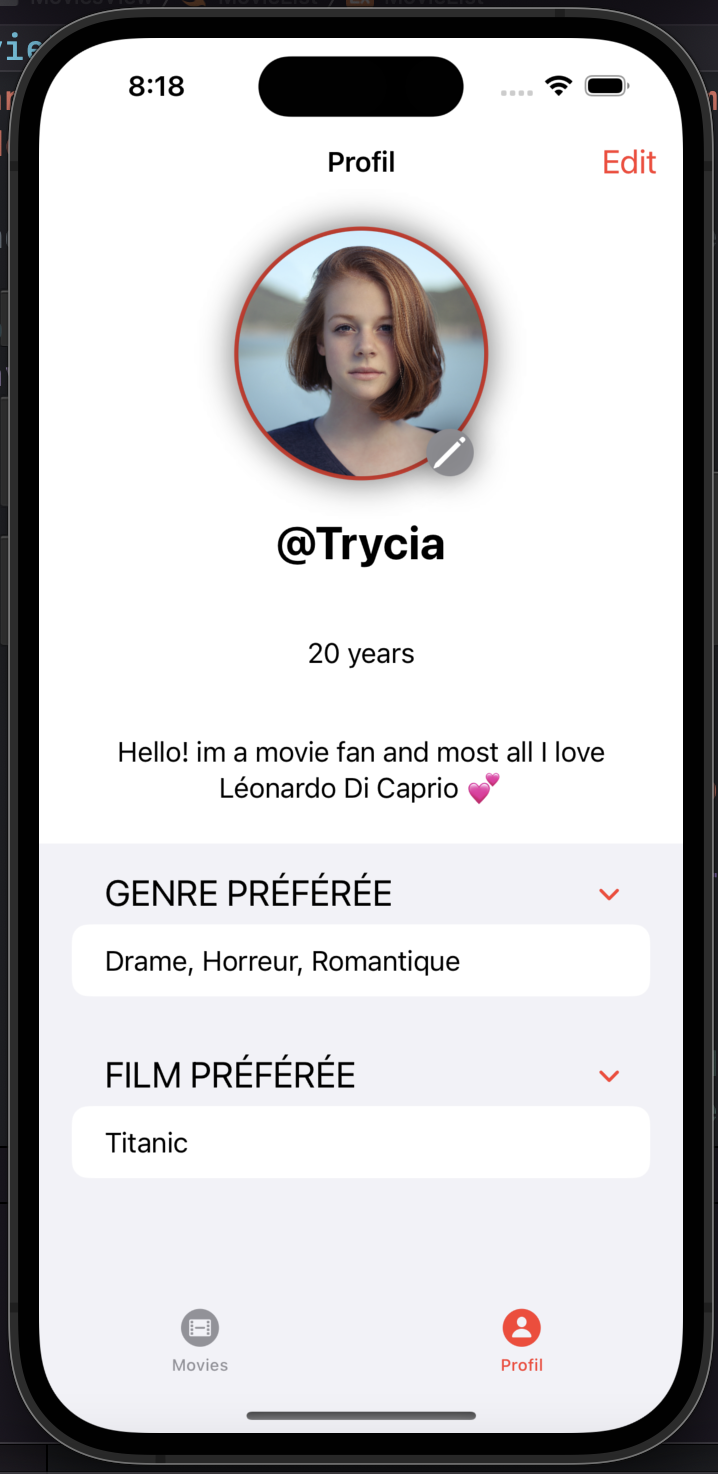 8:18
Profil
Edit
@Trycia
20 years
Hello! im a movie fan and most all I love
Léonardo Di Caprio 💕
GENRE PRÉFÉRÉE
Drame, Horreur, Romantique
FILM PRÉFÉRÉE
Titanic
Movies
Profil